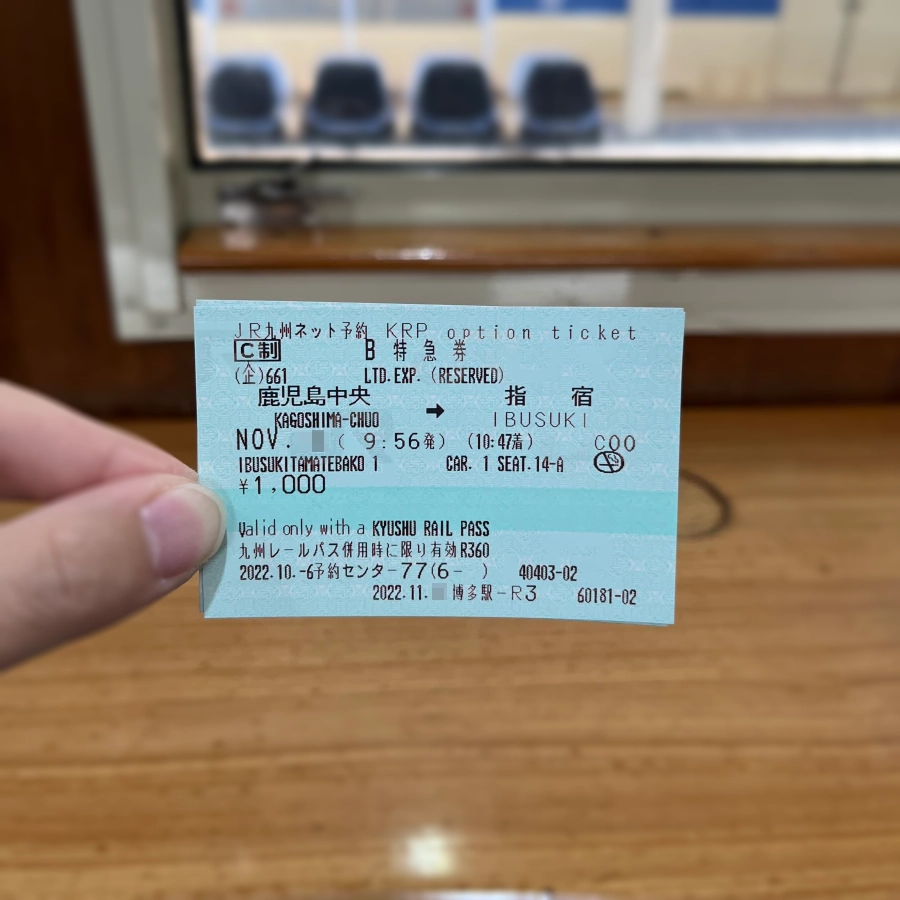 JR九州ネット予約 KRP option ticket
C制 B 特急券
(企)661 LTD.EXP. (RESERVED)
鹿児島中央 ➡ 指宿
KAGOSHIMA-CHUO IBUSUKI
NOV. ( 9:56発) (10:47着) C00
IBUSUKITAMATEBAKO 1 CAR. 1 SEAT.14-A
¥1,000
Valid only with a KYUSHU RAIL PASS
九州レールパス併用時に限り有効R360
2022.10.-6予約センター77(6- ) 40403-02
2022.11. 博多駅-R3 60181-02